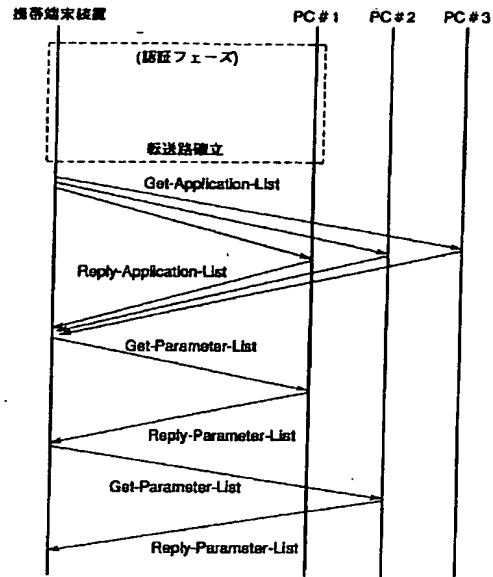 携帯端末装置 PC#1 PC#2 PC#3
(認証フェーズ)
転送路確立
Get-Application-List
Reply-Application-List
Get-Parameter-List
Reply-Parameter-List
Get-Parameter-List
Reply-Parameter-List